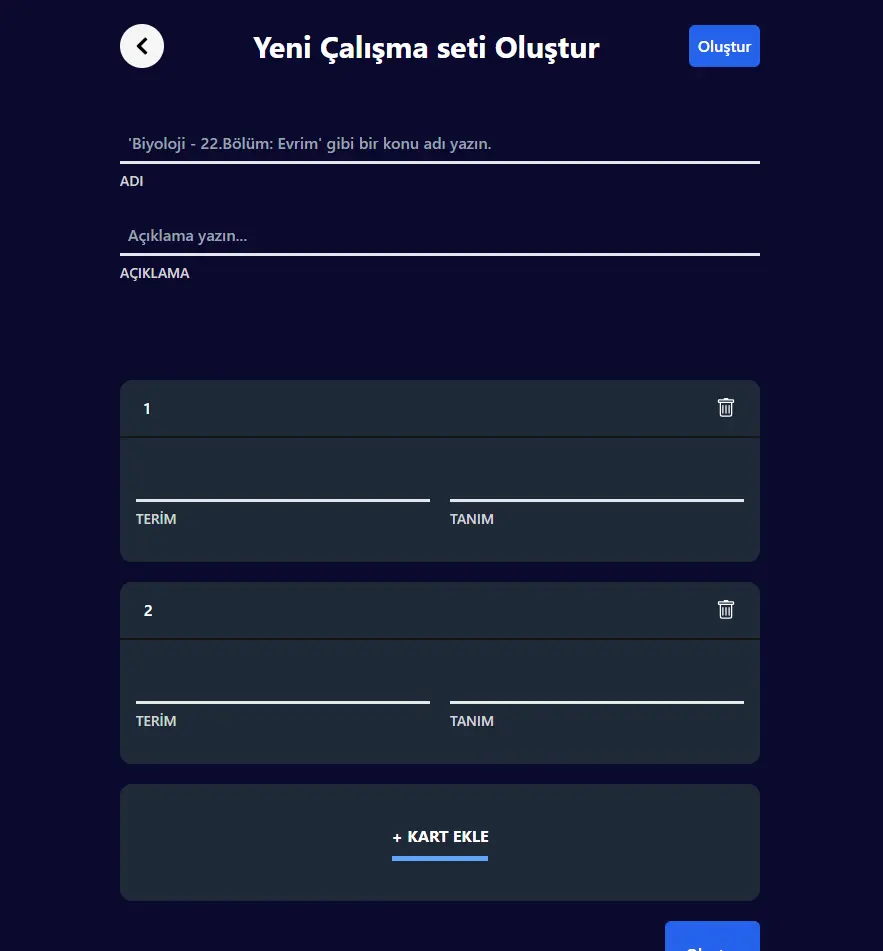 Yeni Çalışma seti Oluştur
Oluştur
'Biyoloji - 22.Bölüm: Evrim' gibi bir konu adı yazın.
ADI
Açıklama yazın...
AÇIKLAMA
1
TERİM
TANIM
2
TERİM
TANIM
+ KART EKLE